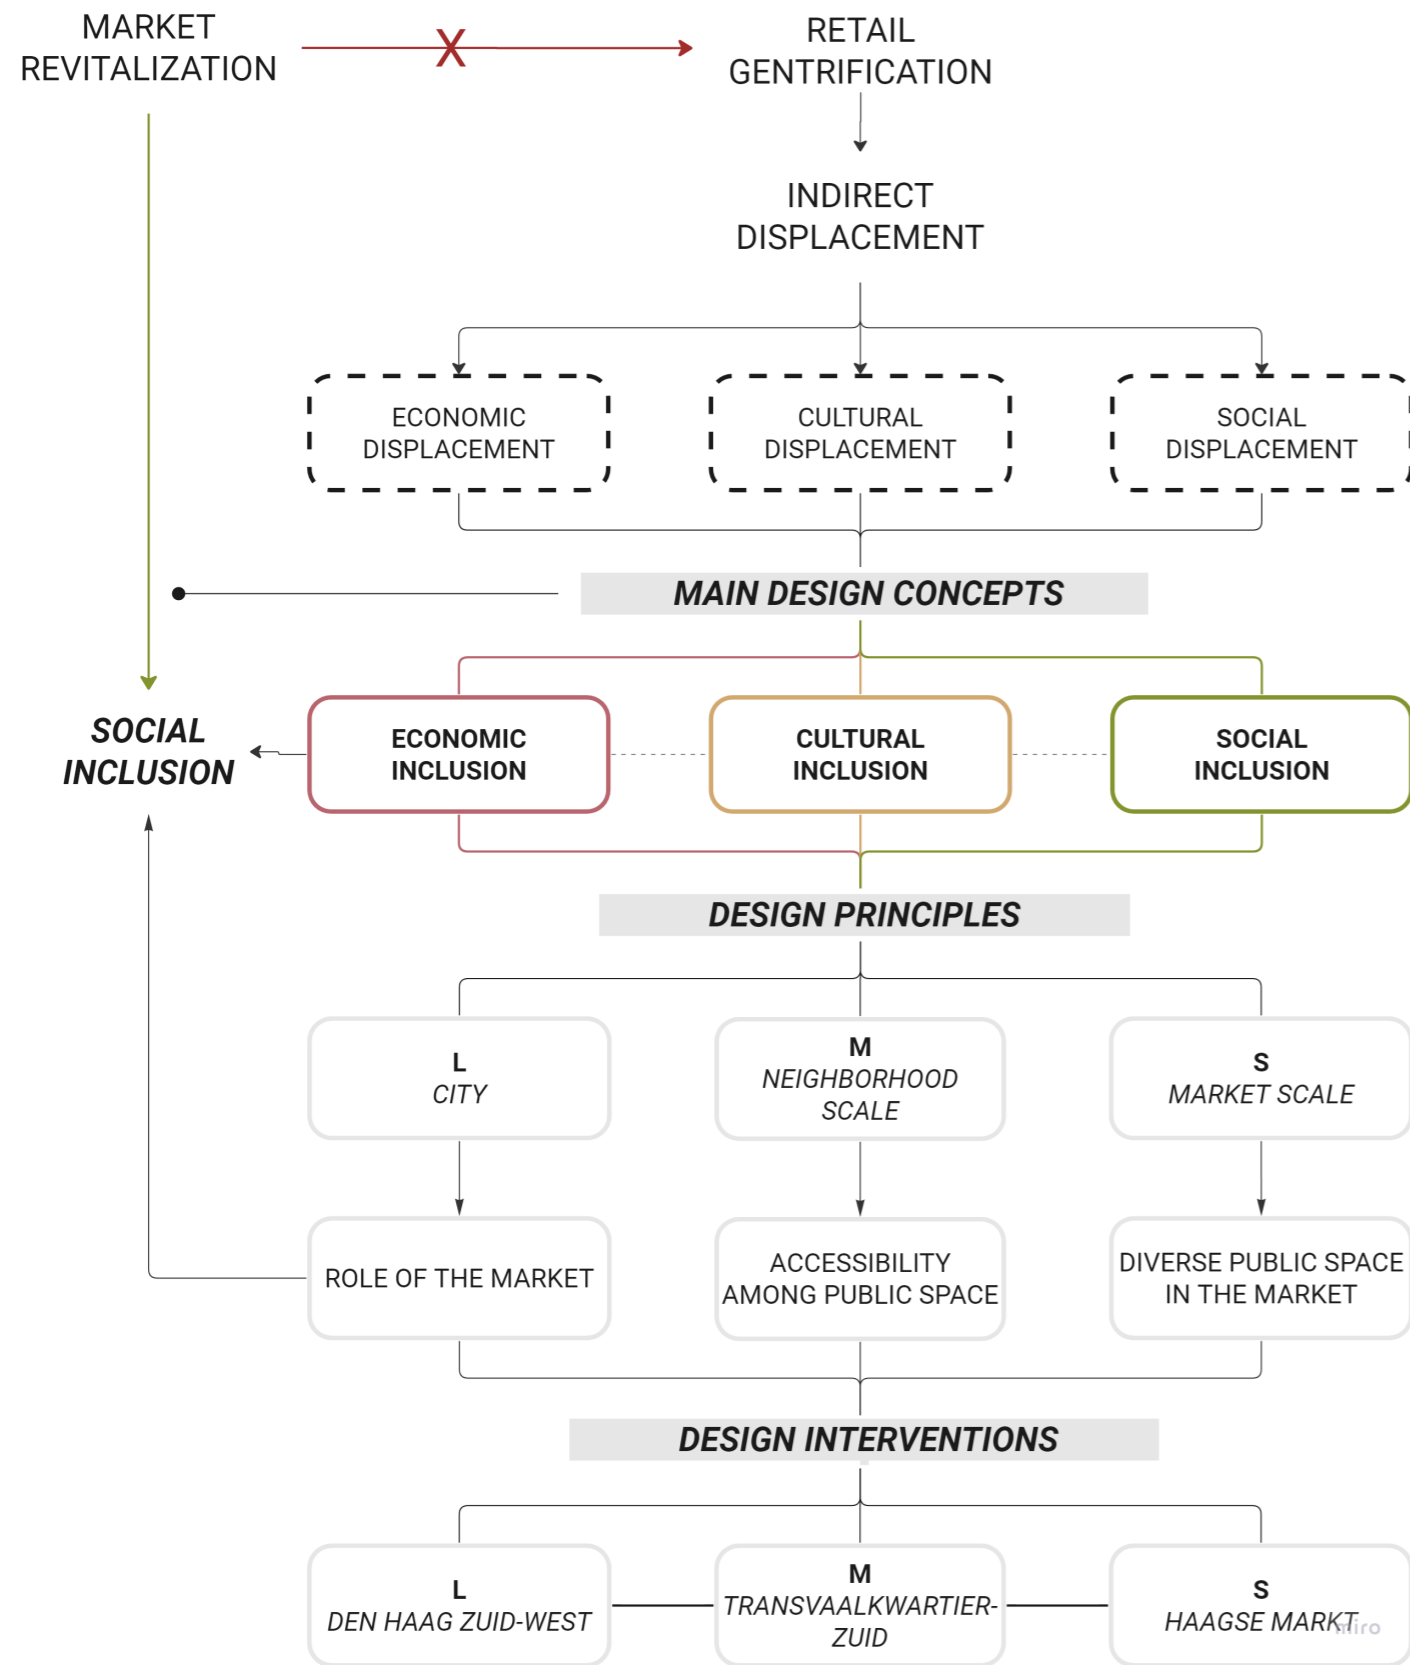 MARKET
REVITALIZATION
X
RETAIL
GENTRIFICATION
INDIRECT
DISPLACEMENT
ECONOMIC
DISPLACEMENT
CULTURAL
DISPLACEMENT
SOCIAL
DISPLACEMENT
MAIN DESIGN CONCEPTS
SOCIAL
INCLUSION
ECONOMIC
INCLUSION
CULTURAL
INCLUSION
SOCIAL
INCLUSION
DESIGN PRINCIPLES
L
CITY
M
NEIGHBORHOOD
SCALE
S
MARKET SCALE
ROLE OF THE MARKET
ACCESSIBILITY
AMONG PUBLIC SPACE
DIVERSE PUBLIC SPACE
IN THE MARKET
DESIGN INTERVENTIONS
L
DEN HAAG ZUID-WEST
M
TRANSVAALKWARTIER-
ZUID
S
HAAGSE MARKT
miro